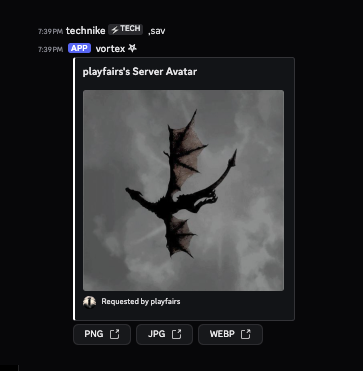 7:39 PM technike TECH ,sav
7:39 PM APP vortex
playfairs's Server Avatar
Requested by playfairs
PNG JPG WEBP